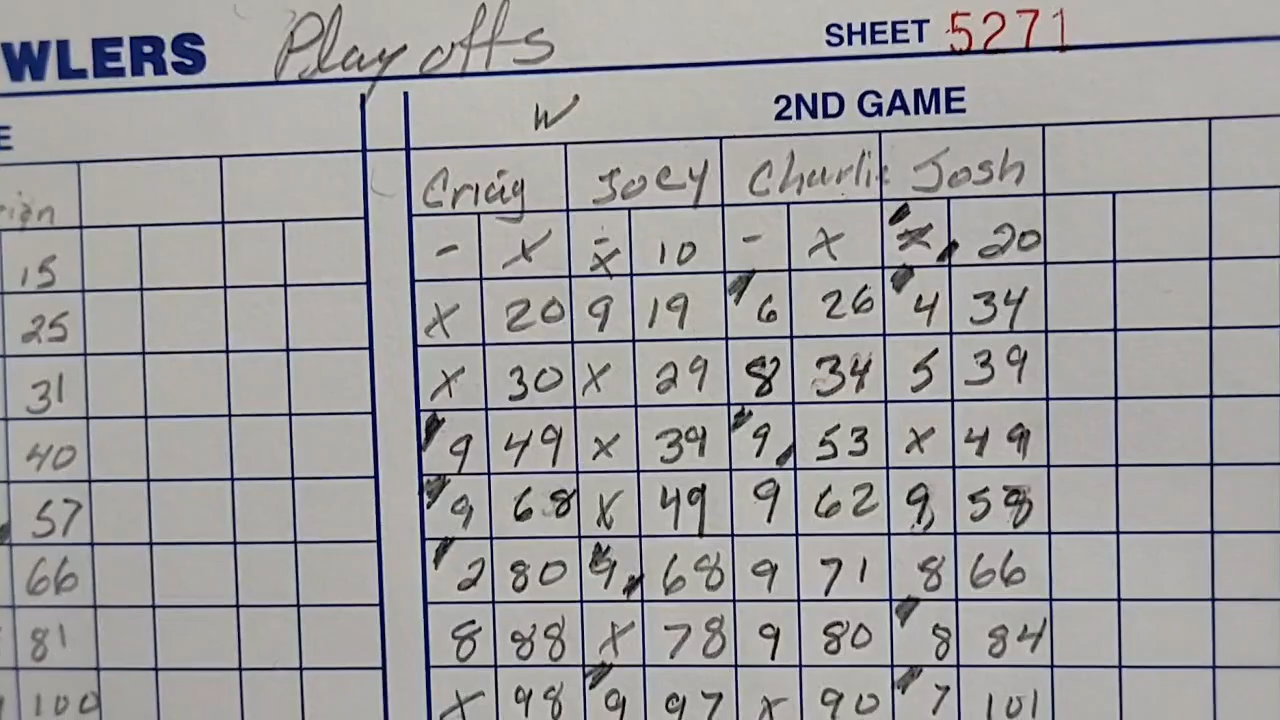 WLERS Playoffs SHEET 5271
E W 2ND GAME
Criag Joey Charlie Josh
15 - X - X 10 - X X 20
25 X 20 9 19 6 26 4 34
31 X 30 X 29 8 34 5 39
40 9 49 X 39 9 53 X 49
57 9 68 X 49 9 62 9 58
66 2 80 9 68 9 71 8 66
81 8 88 X 78 9 80 8 84
100 X 98 9 97 X 90 7 101